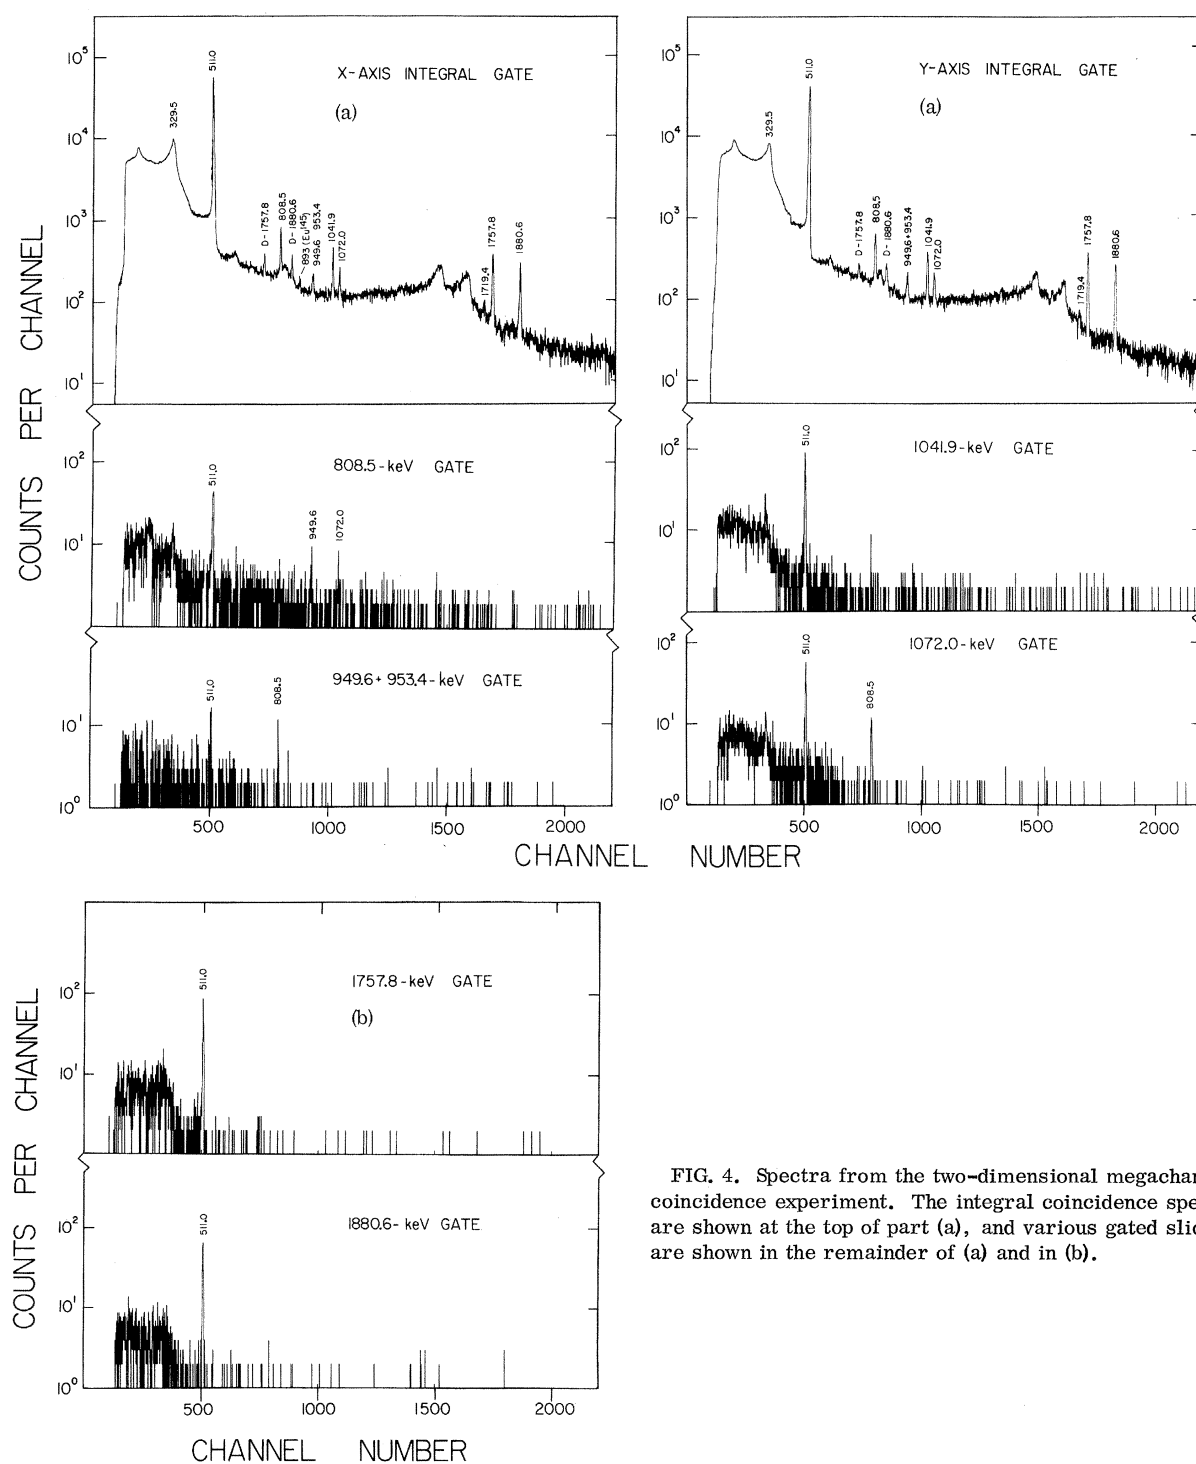 COUNTS PER CHANNEL
X-AXIS INTEGRAL GATE
(a)
10⁵
10⁴
10³
10²
10¹
329.5
511.0
D-1757.8
808.5
D-1880.6
893 (Eu¹⁴⁵)
949.6 953.4
1041.9
1072.0
1719.4
1757.8
1880.6
Y-AXIS INTEGRAL GATE
(a)
10⁵
10⁴
10³
10²
10¹
329.5
511.0
D-1757.8
808.5
D-1880.6
949.6+953.4
1041.9
1072.0
1719.4
1757.8
1880.6
808.5-keV GATE
10²
10¹
511.0
949.6
1072.0
1041.9-keV GATE
10²
10¹
511.0
949.6+953.4-keV GATE
10¹
10⁰
511.0
808.5
500 1000 1500 2000
1072.0-keV GATE
10²
10¹
10⁰
511.0
808.5
500 1000 1500 2000
CHANNEL NUMBER
COUNTS PER CHANNEL
1757.8-keV GATE
(b)
10²
10¹
511.0
1880.6-keV GATE
10²
10¹
10⁰
511.0
500 1000 1500 2000
CHANNEL NUMBER
FIG. 4. Spectra from the two-dimensional megachan
coincidence experiment. The integral coincidence spe
are shown at the top of part (a), and various gated slic
are shown in the remainder of (a) and in (b).